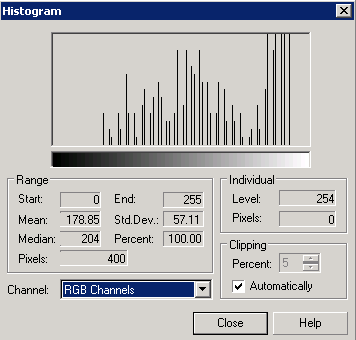 Histogram
Range
Start: 0 End: 255
Mean: 178.85 Std.Dev.: 57.11
Median: 204 Percent: 100.00
Pixels: 400
Individual
Level: 254
Pixels: 0
Clipping
Percent: 5
Automatically
Channel: RGB Channels
Close Help